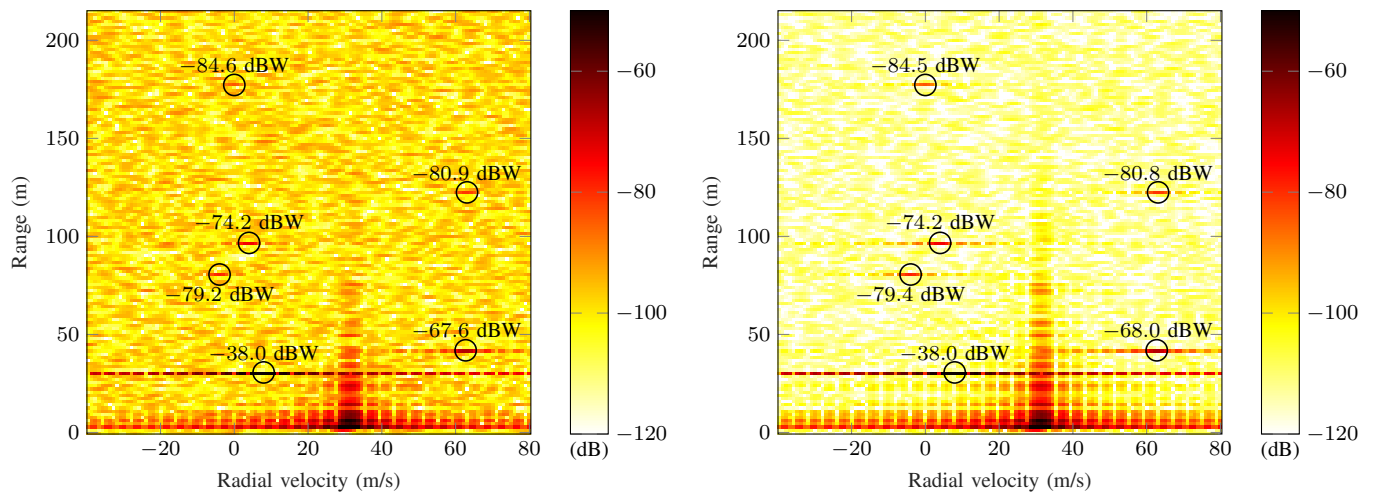 200
150
100
50
0
Range (m)
−84.6 dBW
−80.9 dBW
−74.2 dBW
−79.2 dBW
−67.6 dBW
−38.0 dBW
−20 0 20 40 60 80
Radial velocity (m/s)
−60
−80
−100
−120
(dB)
200
150
100
50
0
Range (m)
−84.5 dBW
−80.8 dBW
−74.2 dBW
−79.4 dBW
−68.0 dBW
−38.0 dBW
−20 0 20 40 60 80
Radial velocity (m/s)
−60
−80
−100
−120
(dB)